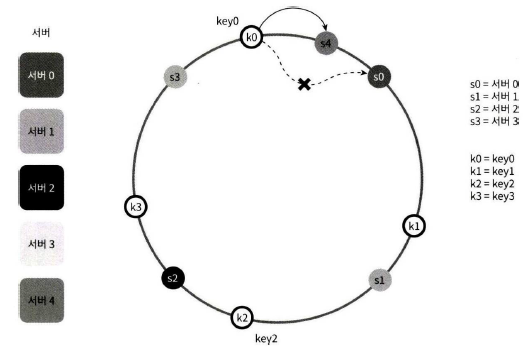 서버
서버 0
서버 1
서버 2
서버 3
서버 4
key0
k0
s4
s3
s0
k3
k1
s2
s1
k2
key2
s0 = 서버 0
s1 = 서버 1
s2 = 서버 2
s3 = 서버 3
k0 = key0
k1 = key1
k2 = key2
k3 = key3